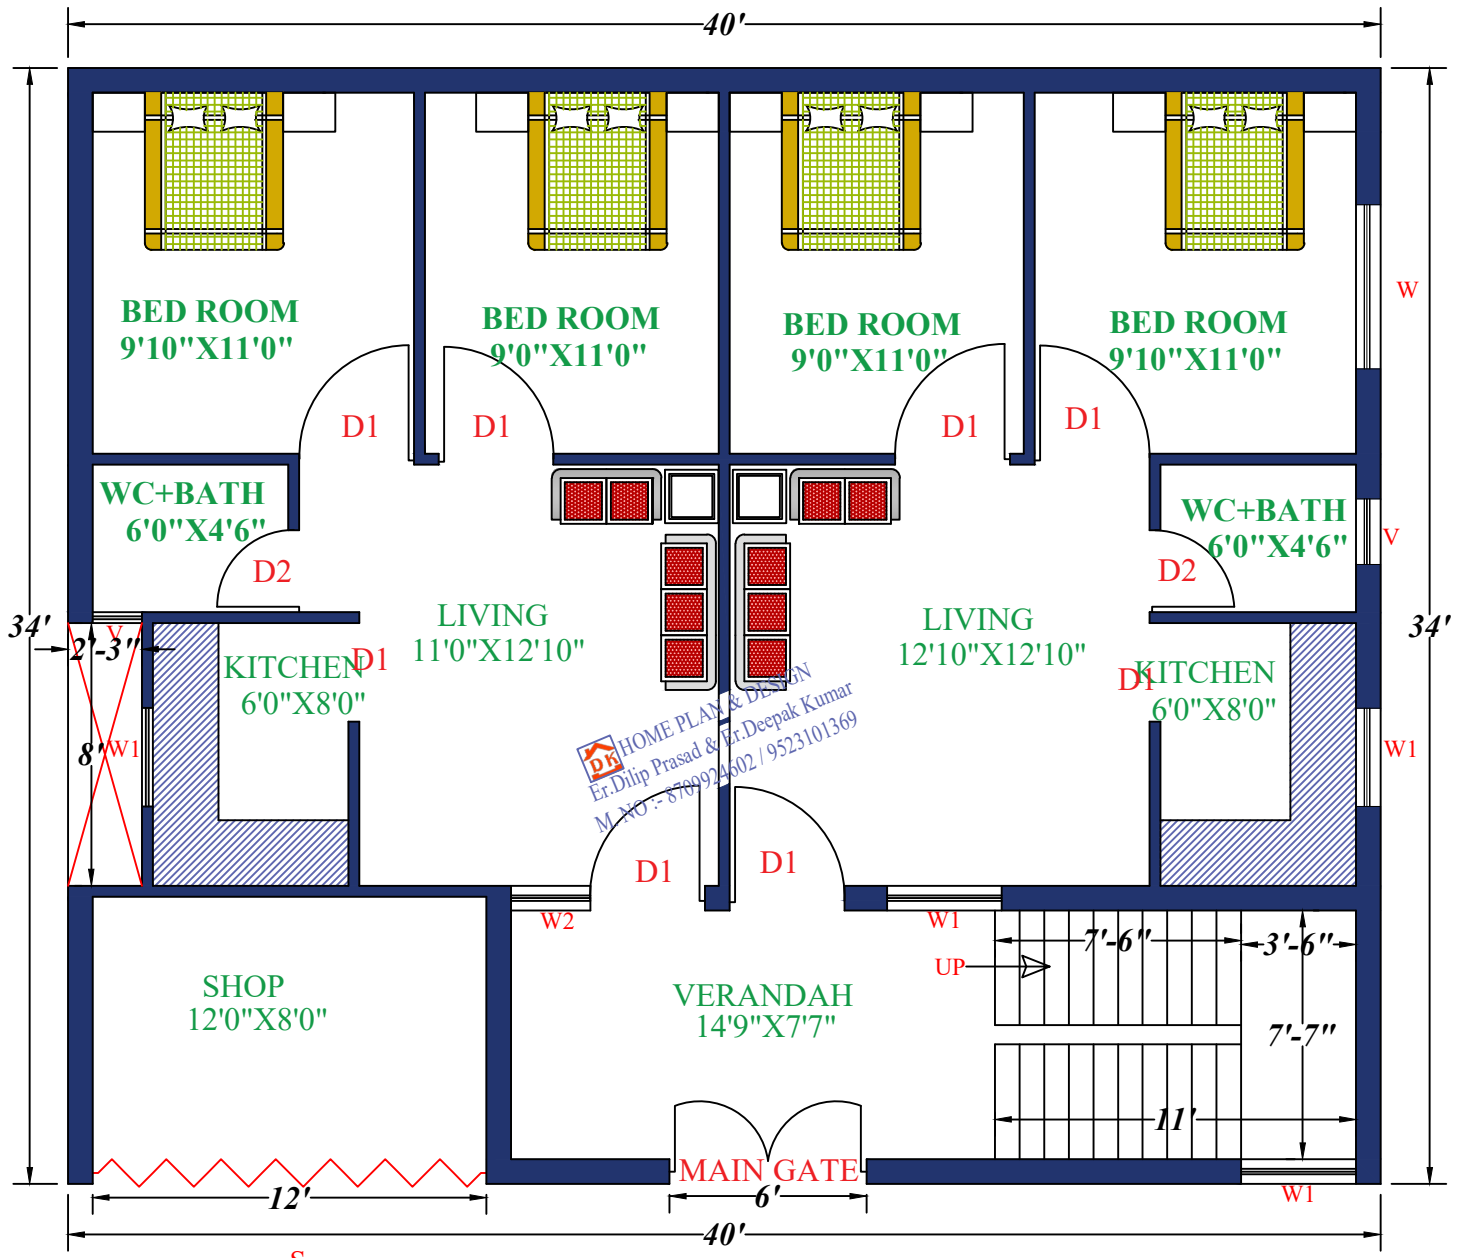 40'
BED ROOM
9'10"X11'0"
BED ROOM
9'0"X11'0"
BED ROOM
9'0"X11'0"
BED ROOM
9'10"X11'0"
W
D1
D1
D1
D1
WC+BATH
6'0"X4'6"
D2
WC+BATH
6'0"X4'6"
D2
V
34'
V
2'-3"
LIVING
11'0"X12'10"
LIVING
12'10"X12'10"
34'
KITCHEN
6'0"X8'0"
D1
D1
KITCHEN
6'0"X8'0"
8'
W1
W1
DK
HOME PLAN & DESIGN
Er.Dilip Prasad & Er.Deepak Kumar
M. NO :- 8709924602 / 9523101369
D1
D1
W2
W1
7'-6"
3'-6"
UP
SHOP
12'0"X8'0"
VERANDAH
14'9"X7'7"
7'-7"
11'
MAIN GATE
12'
6'
W1
40'
S